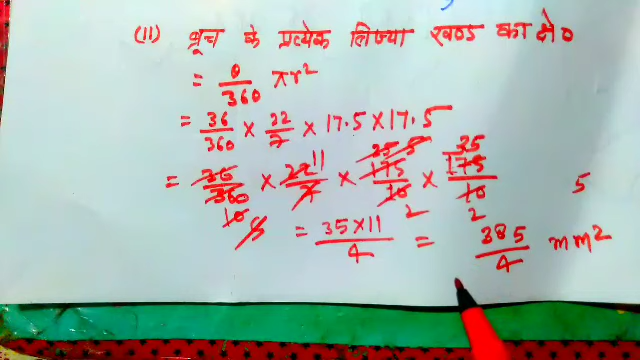 (11) ब्रूच के प्रत्येक त्रिज्या खण्ड का क्षे०
= θ/360 πr²
= 36/360 × 22/7 × 17.5 × 17.5
= 36/360 × 22/7 × 175/10 × 175/10
= 35×11/4 = 385/4 mm²